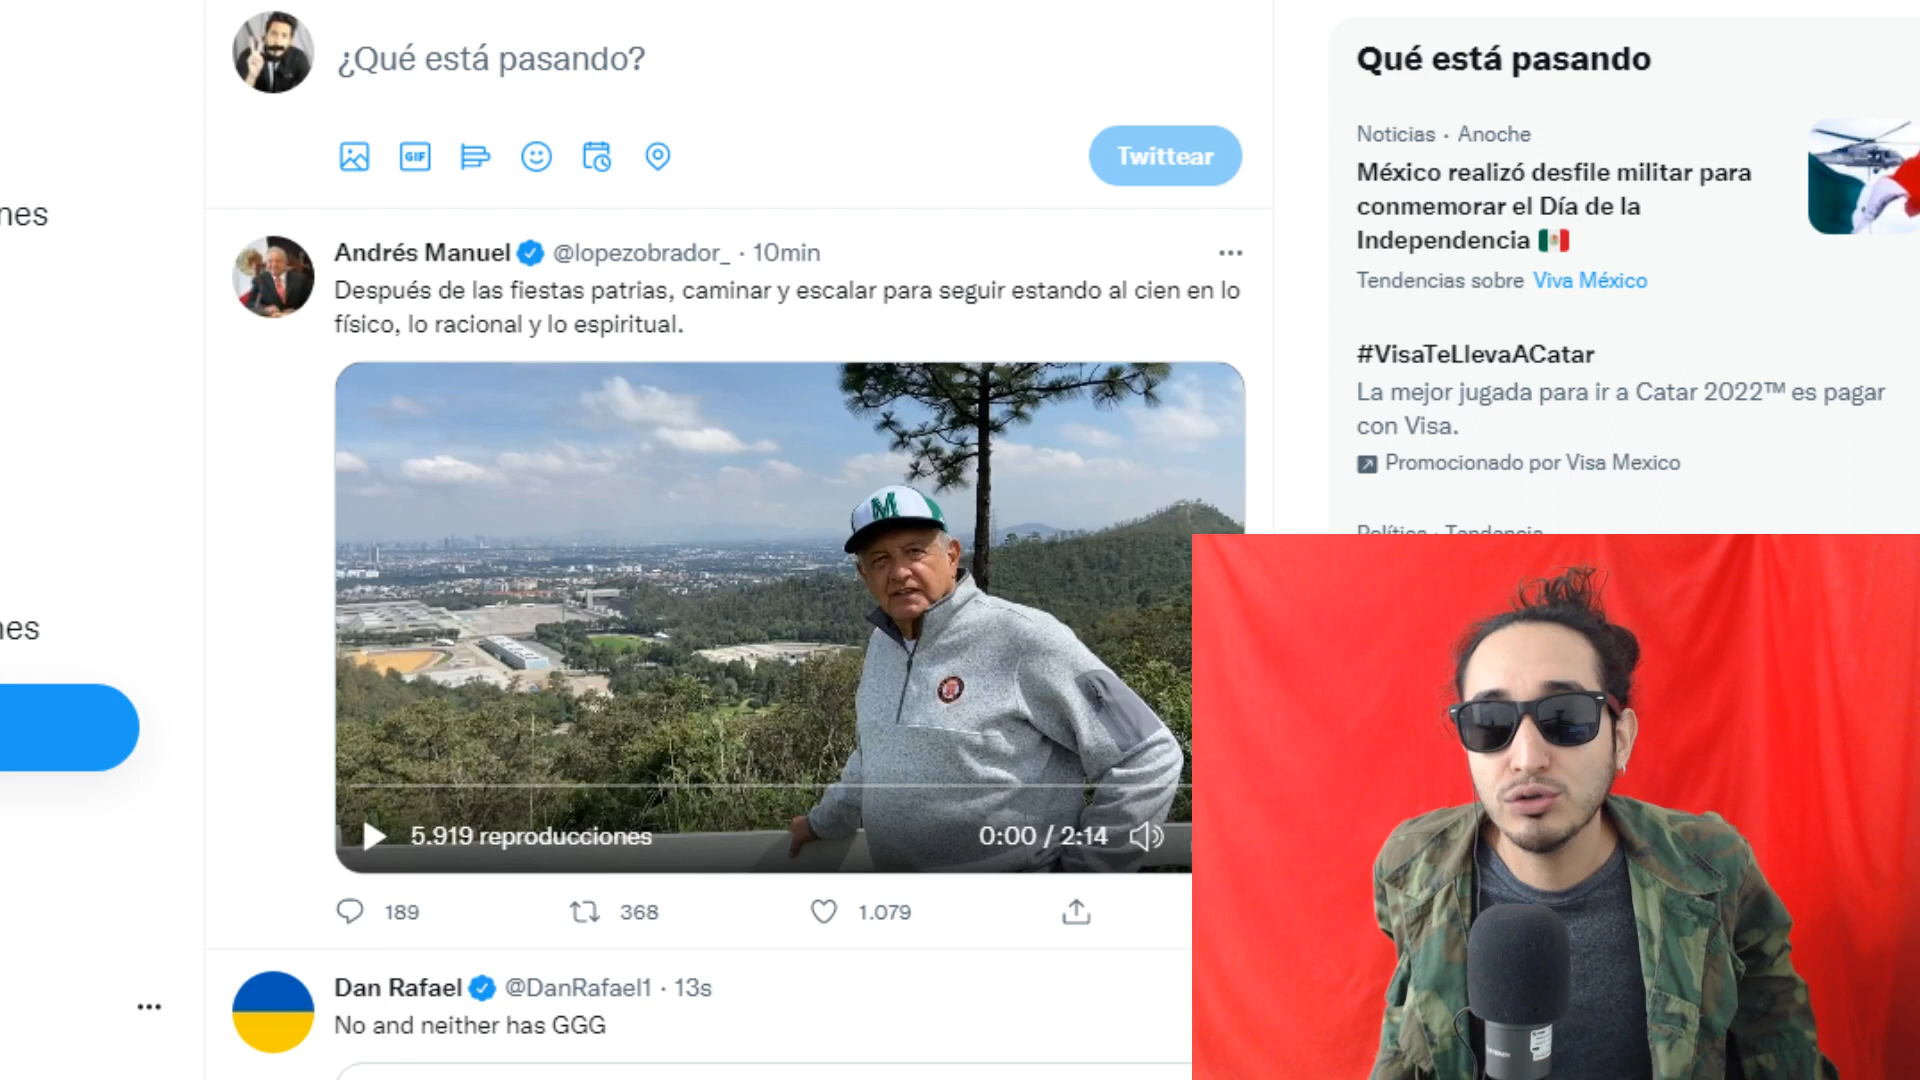 ¿Qué está pasando?
GIF
Twittear
nes
nes
Andrés Manuel @lopezobrador_ · 10min
Después de las fiestas patrias, caminar y escalar para seguir estando al cien en lo
físico, lo racional y lo espiritual.
M
5.919 reproducciones
0:00 / 2:14
189
368
1.079
Dan Rafael @DanRafael1 · 13s
No and neither has GGG
Qué está pasando
Noticias · Anoche
México realizó desfile militar para
conmemorar el Día de la
Independencia
Tendencias sobre Viva México
#VisaTeLlevaACatar
La mejor jugada para ir a Catar 2022™ es pagar
con Visa.
Promocionado por Visa Mexico
Política · Tendencia